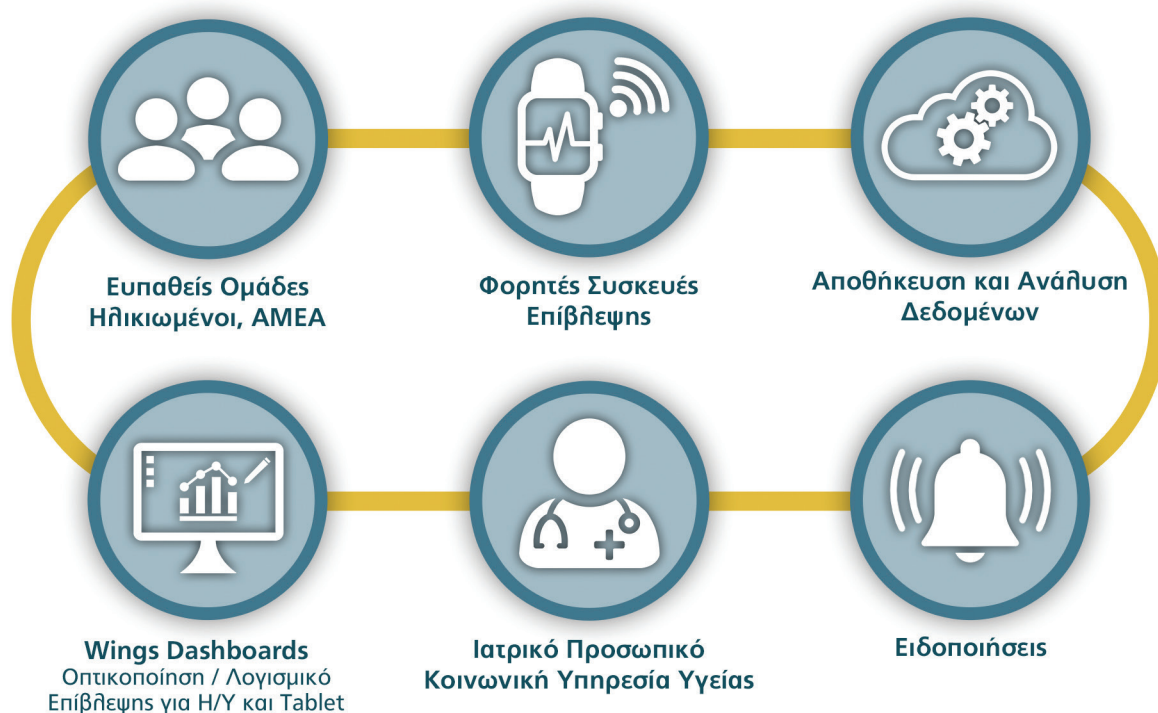 Ευπαθείς Ομάδες
Ηλικιωμένοι, ΑΜΕΑ
Φορητές Συσκευές
Επίβλεψης
Αποθήκευση και Ανάλυση
Δεδομένων
Wings Dashboards
Οπτικοποίηση / Λογισμικό
Επίβλεψης για Η/Υ και Tablet
Ιατρικό Προσωπικό
Κοινωνική Υπηρεσία Υγείας
Ειδοποιήσεις